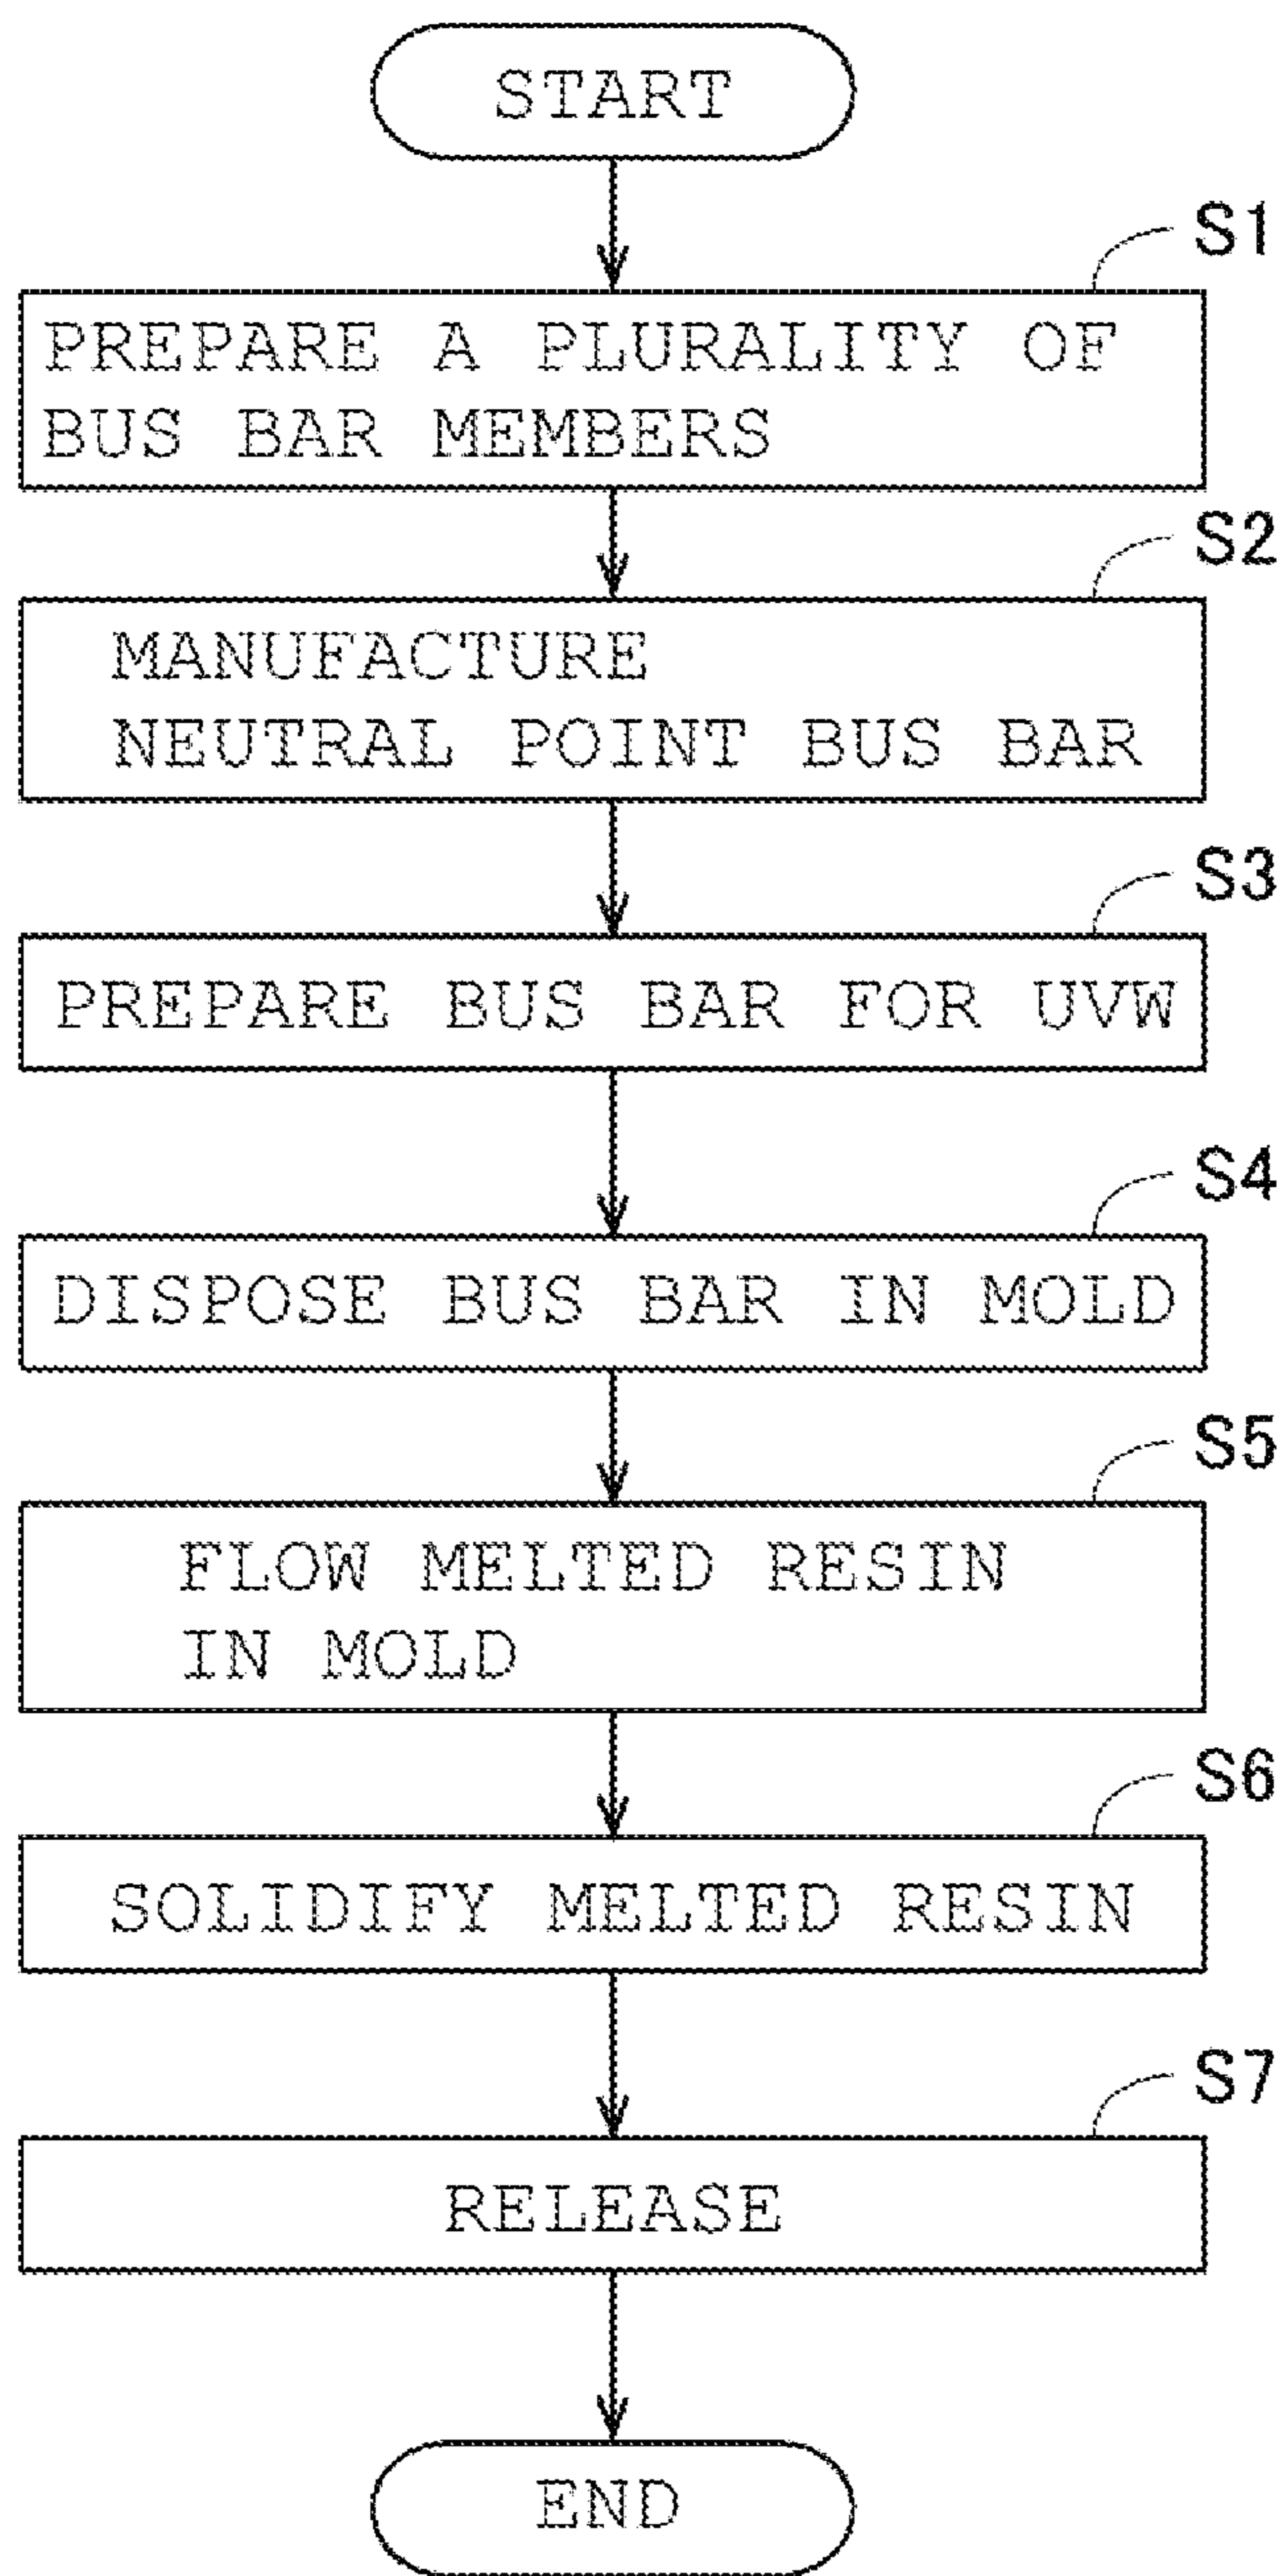 START
S1
PREPARE A PLURALITY OF
BUS BAR MEMBERS
S2
MANUFACTURE
NEUTRAL POINT BUS BAR
S3
PREPARE BUS BAR FOR UVW
S4
DISPOSE BUS BAR IN MOLD
S5
FLOW MELTED RESIN
IN MOLD
S6
SOLIDIFY MELTED RESIN
S7
RELEASE
END